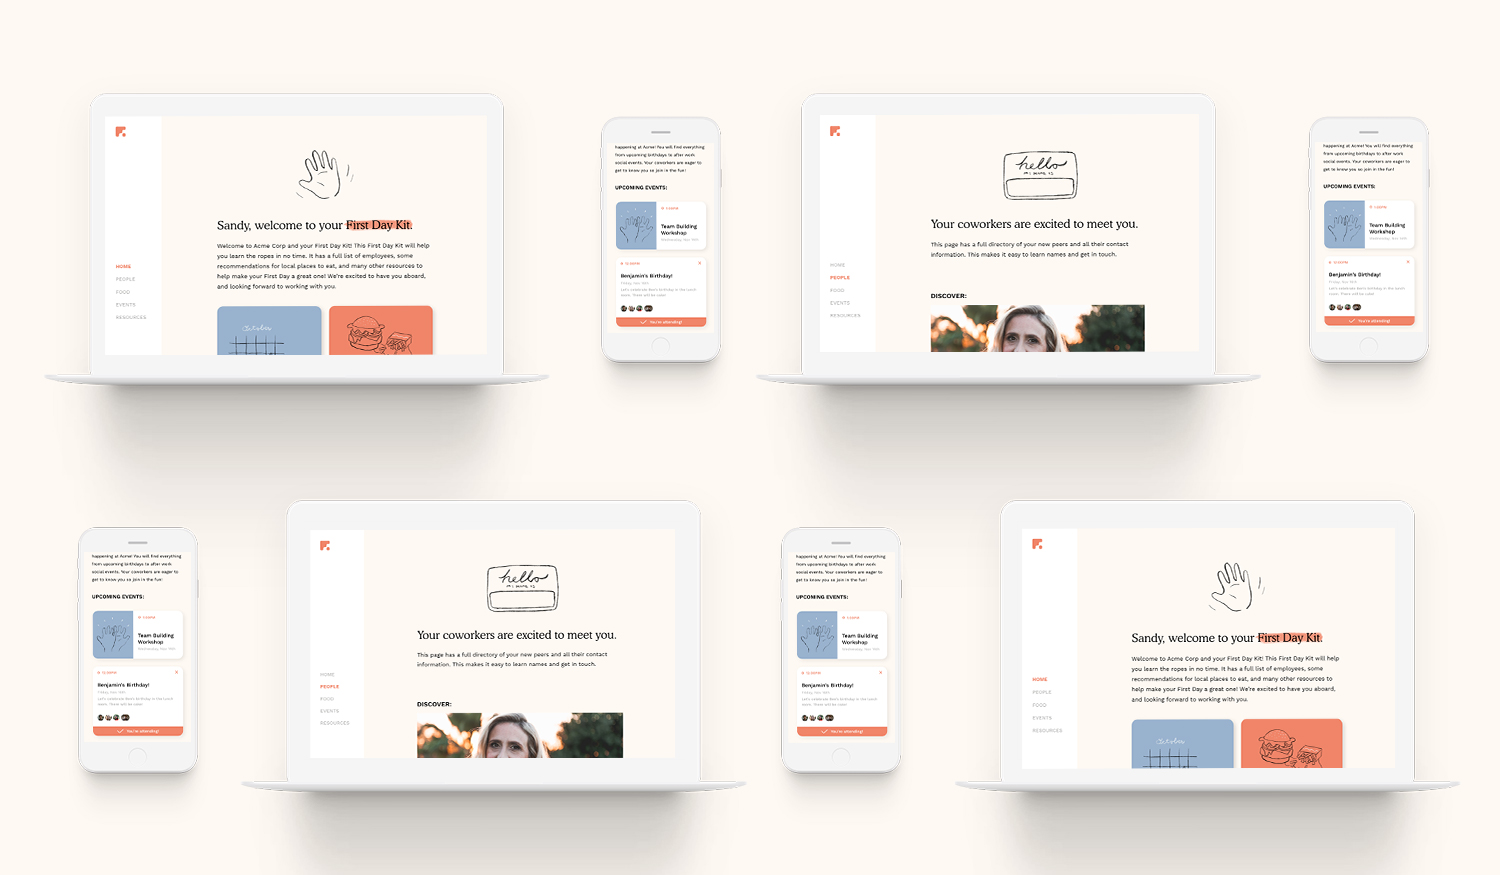 Sandy, welcome to your First Day Kit.
Welcome to Acme Corp and your First Day Kit! This First Day Kit will help
you learn the ropes in no time. It has a full list of employees, some
recommendations for local places to eat, and many other resources to
help make your First Day a great one! We're excited to have you aboard,
and looking forward to working with you.
HOME
PEOPLE
FOOD
EVENTS
RESOURCES
October
happening at Acme! You will find everything
from upcoming birthdays to after work
social events. Your coworkers are eager to
get to know you so join in the fun!
UPCOMING EVENTS:
Team Building
Workshop
Benjamin's Birthday!
You're attending!
hello
MY NAME IS
Your coworkers are excited to meet you.
This page has a full directory of your new peers and all their contact
information. This makes it easy to learn names and get in touch.
HOME
PEOPLE
FOOD
EVENTS
RESOURCES
DISCOVER:
happening at Acme! You will find everything
from upcoming birthdays to after work
social events. Your coworkers are eager to
get to know you so join in the fun!
UPCOMING EVENTS:
Team Building
Workshop
Benjamin's Birthday!
You're attending!
happening at Acme! You will find everything
from upcoming birthdays to after work
social events. Your coworkers are eager to
get to know you so join in the fun!
UPCOMING EVENTS:
Team Building
Workshop
Benjamin's Birthday!
You're attending!
hello
MY NAME IS
Your coworkers are excited to meet you.
This page has a full directory of your new peers and all their contact
information. This makes it easy to learn names and get in touch.
HOME
PEOPLE
FOOD
EVENTS
RESOURCES
DISCOVER:
happening at Acme! You will find everything
from upcoming birthdays to after work
social events. Your coworkers are eager to
get to know you so join in the fun!
UPCOMING EVENTS:
Team Building
Workshop
Benjamin's Birthday!
You're attending!
Sandy, welcome to your First Day Kit.
Welcome to Acme Corp and your First Day Kit! This First Day Kit will help
you learn the ropes in no time. It has a full list of employees, some
recommendations for local places to eat, and many other resources to
help make your First Day a great one! We're excited to have you aboard,
and looking forward to working with you.
HOME
PEOPLE
FOOD
EVENTS
RESOURCES
October